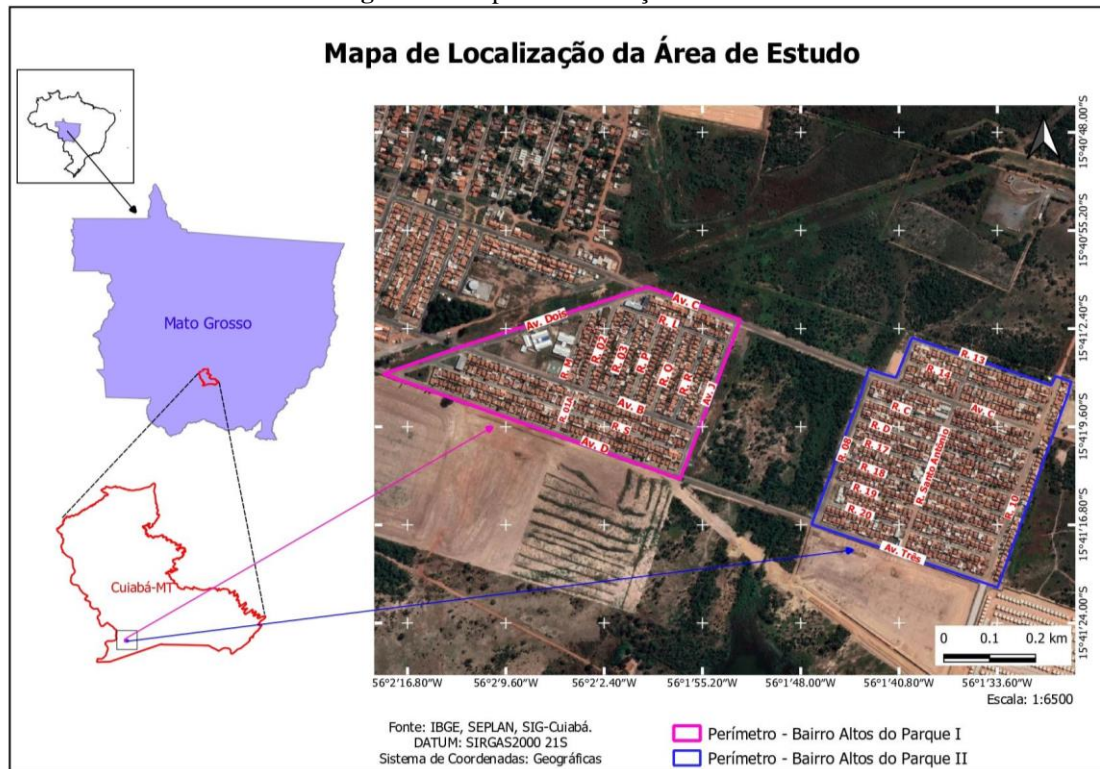 Mapa de Localização da Área de Estudo
Mato Grosso
Cuiabá-MT
Av. Dois
Av. C
R. L
R. M
R. 02
R. 03
R. P
R. Q
R. R
Av. J
R. 01A
Av. B
R. S
Av. D
R. 13
R. 14
R. C
Av. C
R. D
R. 08
R. 17
R. 18
R. Santo Antonio
R. 19
R. 20
R. 10
Av. Três
15°40'48.00"S
15°40'55.20"S
15°41'2.40"S
15°41'9.60"S
15°41'16.80"S
15°41'24.00"S
0 0.1 0.2 km
56°2'16.80"W 56°2'9.60"W 56°2'2.40"W 56°1'55.20"W 56°1'48.00"W 56°1'40.80"W 56°1'33.60"W
Escala: 1:6500
Fonte: IBGE, SEPLAN, SIG-Cuiabá.
DATUM: SIRGAS2000 21S
Sistema de Coordenadas: Geográficas
Perímetro - Bairro Altos do Parque I
Perímetro - Bairro Altos do Parque II